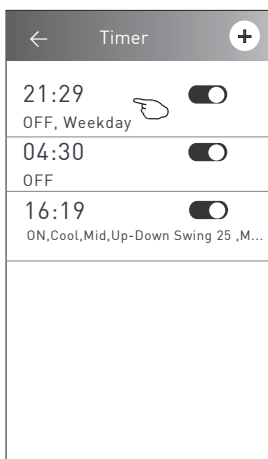 Timer
21:29
OFF, Weekday
04:30
OFF
16:19
ON,Cool,Mid,Up-Down Swing 25 ,M...